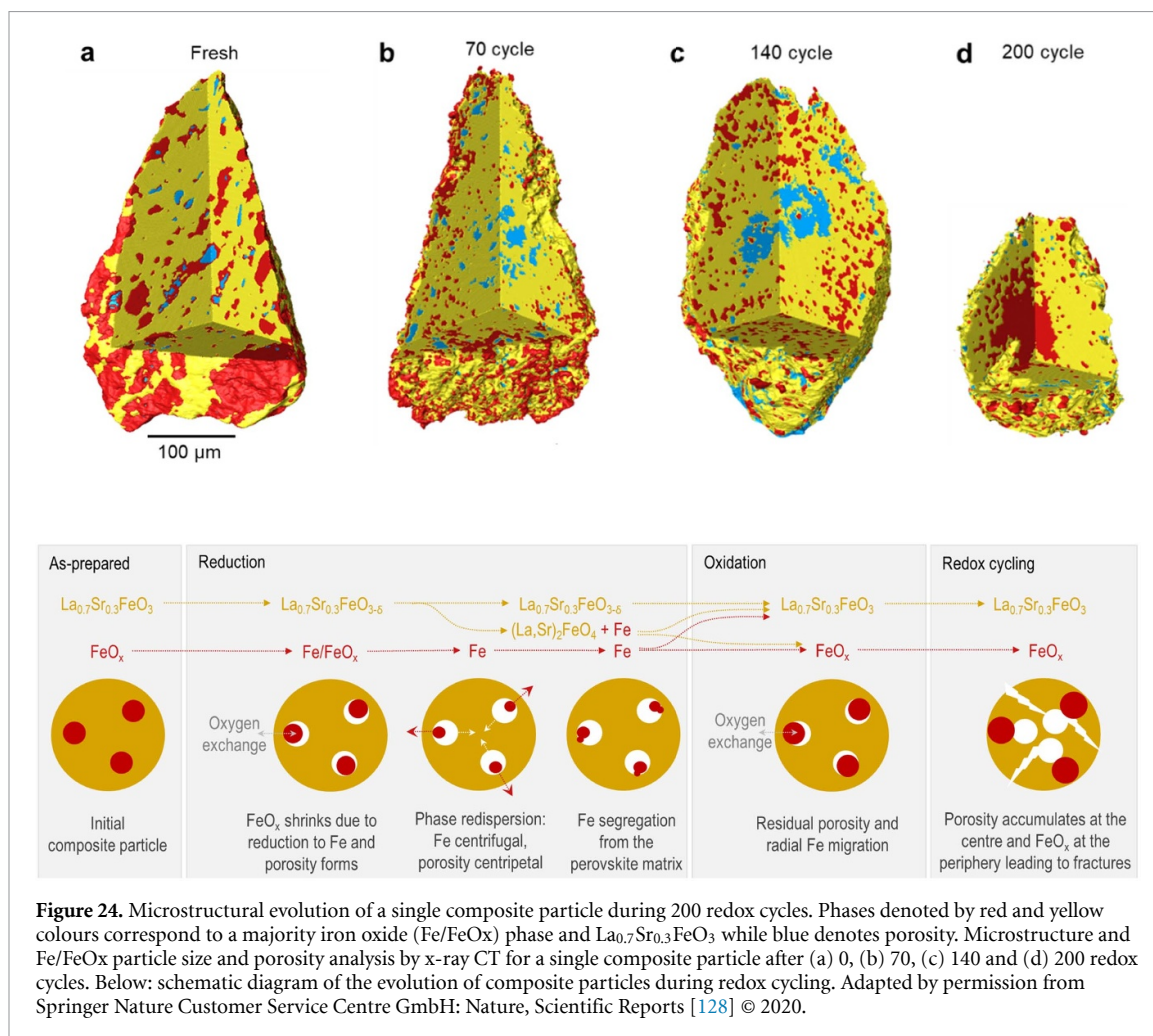 a Fresh b 70 cycle c 140 cycle d 200 cycle
100 µm
As-prepared Reduction Oxidation Redox cycling
La0.7Sr0.3FeO3 La0.7Sr0.3FeO3-δ La0.7Sr0.3FeO3-δ La0.7Sr0.3FeO3 La0.7Sr0.3FeO3
(La,Sr)2FeO4 + Fe
FeOx Fe/FeOx Fe Fe FeOx FeOx
Oxygen
exchange
Oxygen
exchange
Initial
composite particle
FeOx shrinks due to
reduction to Fe and
porosity forms
Phase redispersion:
Fe centrifugal,
porosity centripetal
Fe segregation
from the
perovskite matrix
Residual porosity and
radial Fe migration
Porosity accumulates at the
centre and FeOx at the
periphery leading to fractures
Figure 24. Microstructural evolution of a single composite particle during 200 redox cycles. Phases denoted by red and yellow
colours correspond to a majority iron oxide (Fe/FeOx) phase and La0.7Sr0.3FeO3 while blue denotes porosity. Microstructure and
Fe/FeOx particle size and porosity analysis by x-ray CT for a single composite particle after (a) 0, (b) 70, (c) 140 and (d) 200 redox
cycles. Below: schematic diagram of the evolution of composite particles during redox cycling. Adapted by permission from
Springer Nature Customer Service Centre GmbH: Nature, Scientific Reports [128] © 2020.